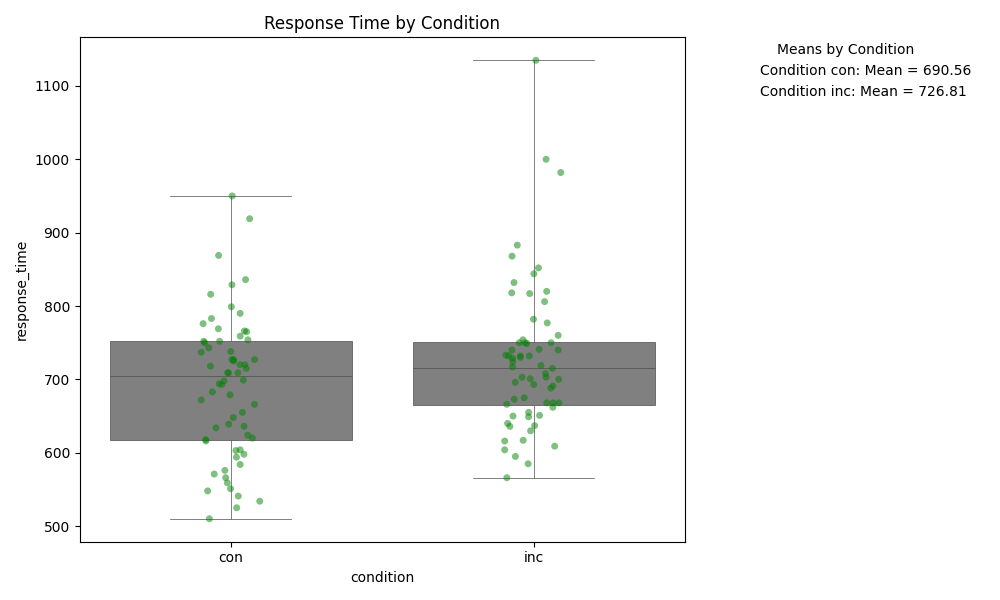 Response Time by Condition
Means by Condition
Condition con: Mean = 690.56
Condition inc: Mean = 726.81
response_time
1100
1000
900
800
700
600
500
con
inc
condition